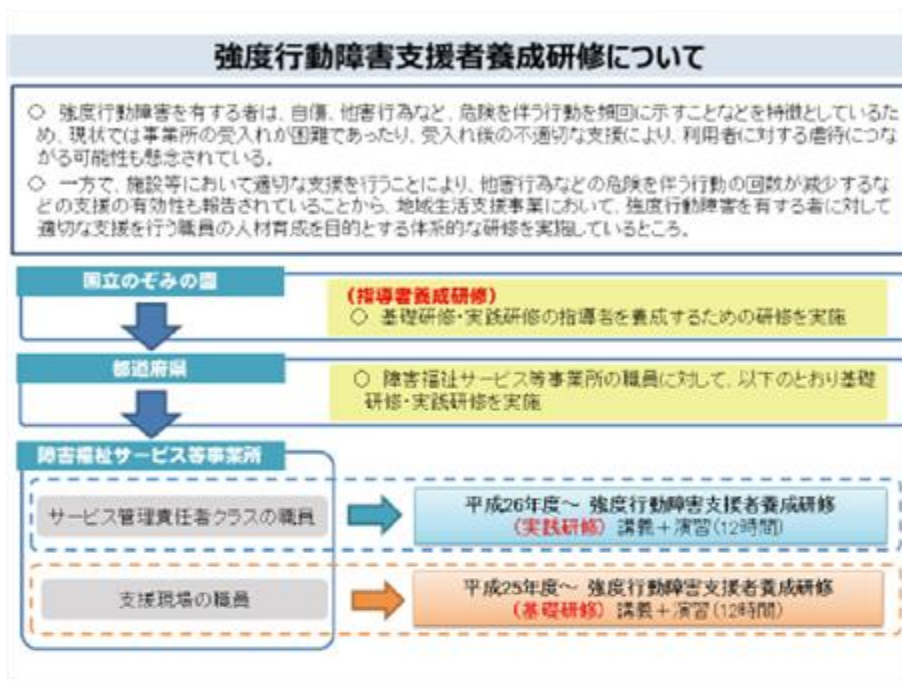 強度行動障害支援者養成研修について
○ 強度行動障害を有する者は、自傷、他害行為など、危険を伴う行動を頻回に示すことなどを特徴としているた
め、現状では事業所の受入れが困難であったり、受入れ後の不適切な支援により、利用者に対する虐待につな
がる可能性も懸念されている。
○ 一方で、施設等において適切な支援を行うことにより、他害行為などの危険を伴う行動の回数が減少するな
どの支援の有効性も報告されていることから、地域生活支援事業において、強度行動障害を有する者に対して
適切な支援を行う職員の人材育成を目的とする体系的な研修を実施しているところ。
国立のぞみの園
(指導者養成研修)
○ 基礎研修・実践研修の指導者を養成するための研修を実施
都道府県
○ 障害福祉サービス等事業所の職員に対して、以下のとおり基礎
研修・実践研修を実施
障害福祉サービス等事業所
サービス管理責任者クラスの職員
平成26年度～ 強度行動障害支援者養成研修
(実践研修) 講義＋演習(12時間)
支援現場の職員
平成25年度～ 強度行動障害支援者養成研修
(基礎研修) 講義＋演習(12時間)